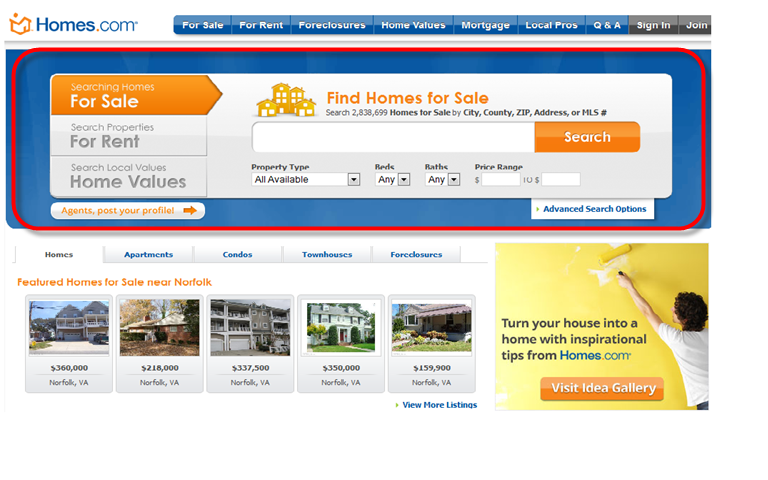 Homes.com®
For Sale For Rent Foreclosures Home Values Mortgage Local Pros Q & A Sign In Join
Searching Homes
For Sale
Search Properties
For Rent
Search Local Values
Home Values
Agents, post your profile!
Find Homes for Sale
Search 2,838,699 Homes for Sale by City, County, ZIP, Address, or MLS #
Search
Property Type Beds Baths Price Range
All Available Any Any $ TO $
Advanced Search Options
Homes Apartments Condos Townhouses Foreclosures
Featured Homes for Sale near Norfolk
$360,000 $218,000 $337,500 $350,000 $159,900
Norfolk, VA Norfolk, VA Norfolk, VA Norfolk, VA Norfolk, VA
View More Listings
Turn your house into a
home with inspirational
tips from Homes.com®
Visit Idea Gallery